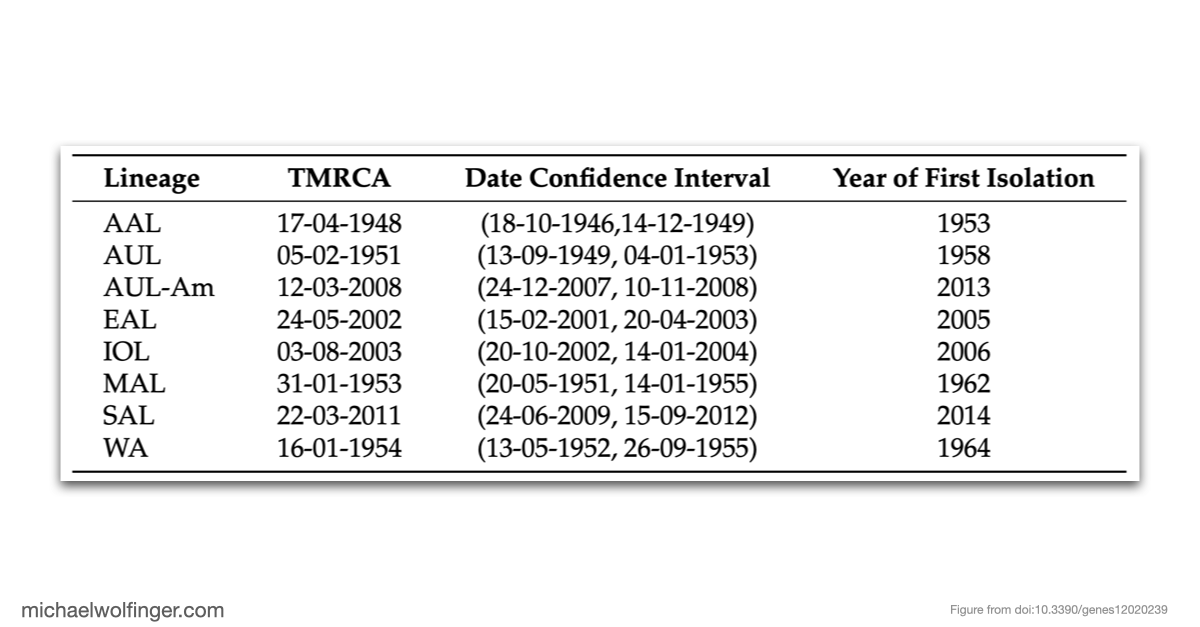 Lineage TMRCA Date Confidence Interval Year of First Isolation
AAL 17-04-1948 (18-10-1946,14-12-1949) 1953
AUL 05-02-1951 (13-09-1949, 04-01-1953) 1958
AUL-Am 12-03-2008 (24-12-2007, 10-11-2008) 2013
EAL 24-05-2002 (15-02-2001, 20-04-2003) 2005
IOL 03-08-2003 (20-10-2002, 14-01-2004) 2006
MAL 31-01-1953 (20-05-1951, 14-01-1955) 1962
SAL 22-03-2011 (24-06-2009, 15-09-2012) 2014
WA 16-01-1954 (13-05-1952, 26-09-1955) 1964
michaelwolfinger.com Figure from doi:10.3390/genes12020239